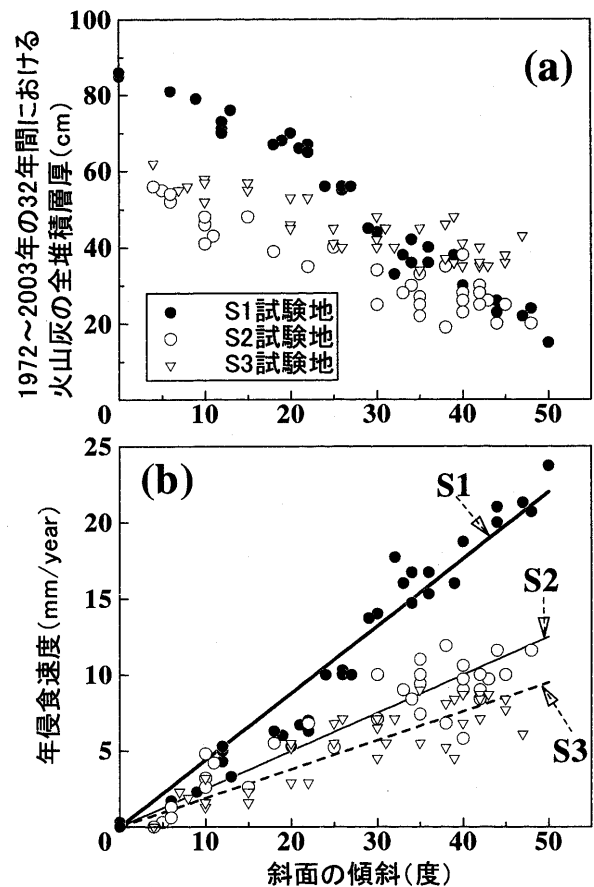 1972～2003年の32年間における
火山灰の全堆積層厚(cm)
100
80
60
40
20
0
(a)
S1試験地
S2試験地
S3試験地
0 10 20 30 40 50
年侵食速度(mm/year)
25
20
15
10
5
0
(b)
S1
S2
S3
0 10 20 30 40 50
斜面の傾斜(度)